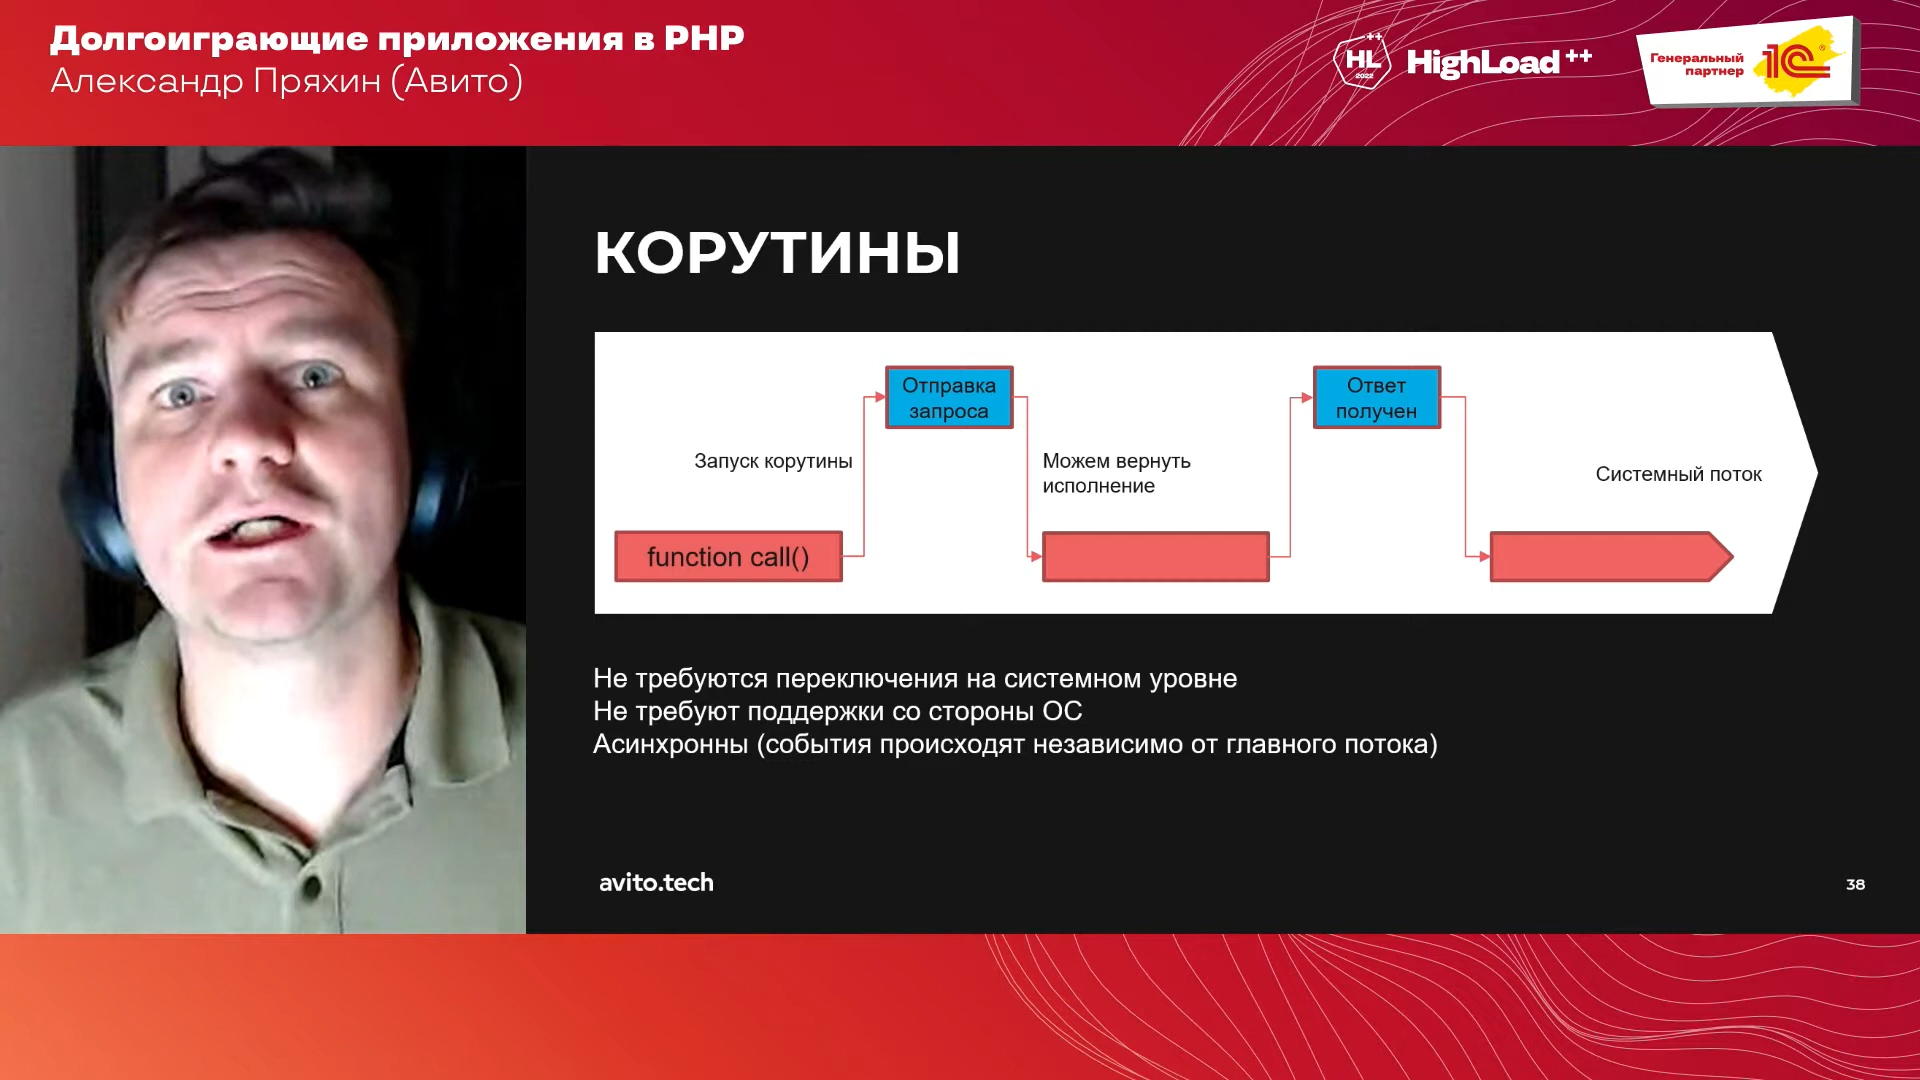 Долгоиграющие приложения в PHP
Александр Пряхин (Авито)
++
HL
2022
HighLoad++
Генеральный
партнер
1С®
КОРУТИНЫ
Отправка
запроса
Ответ
получен
Запуск корутины
Можем вернуть
исполнение
Системный поток
function call()
Не требуются переключения на системном уровне
Не требуют поддержки со стороны ОС
Асинхронны (события происходят независимо от главного потока)
avito.tech
38